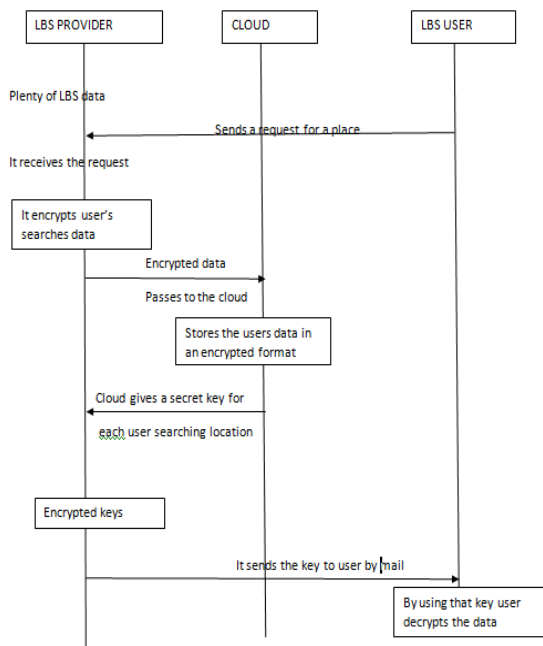 LBS PROVIDER
CLOUD
LBS USER
Plenty of LBS data
Sends a request for a place
It receives the request
It encrypts user's
searches data
Encrypted data
Passes to the cloud
Stores the users data in
an encrypted format
Cloud gives a secret key for
each user searching location
Encrypted keys
It sends the key to user by mail
By using that key user
decrypts the data